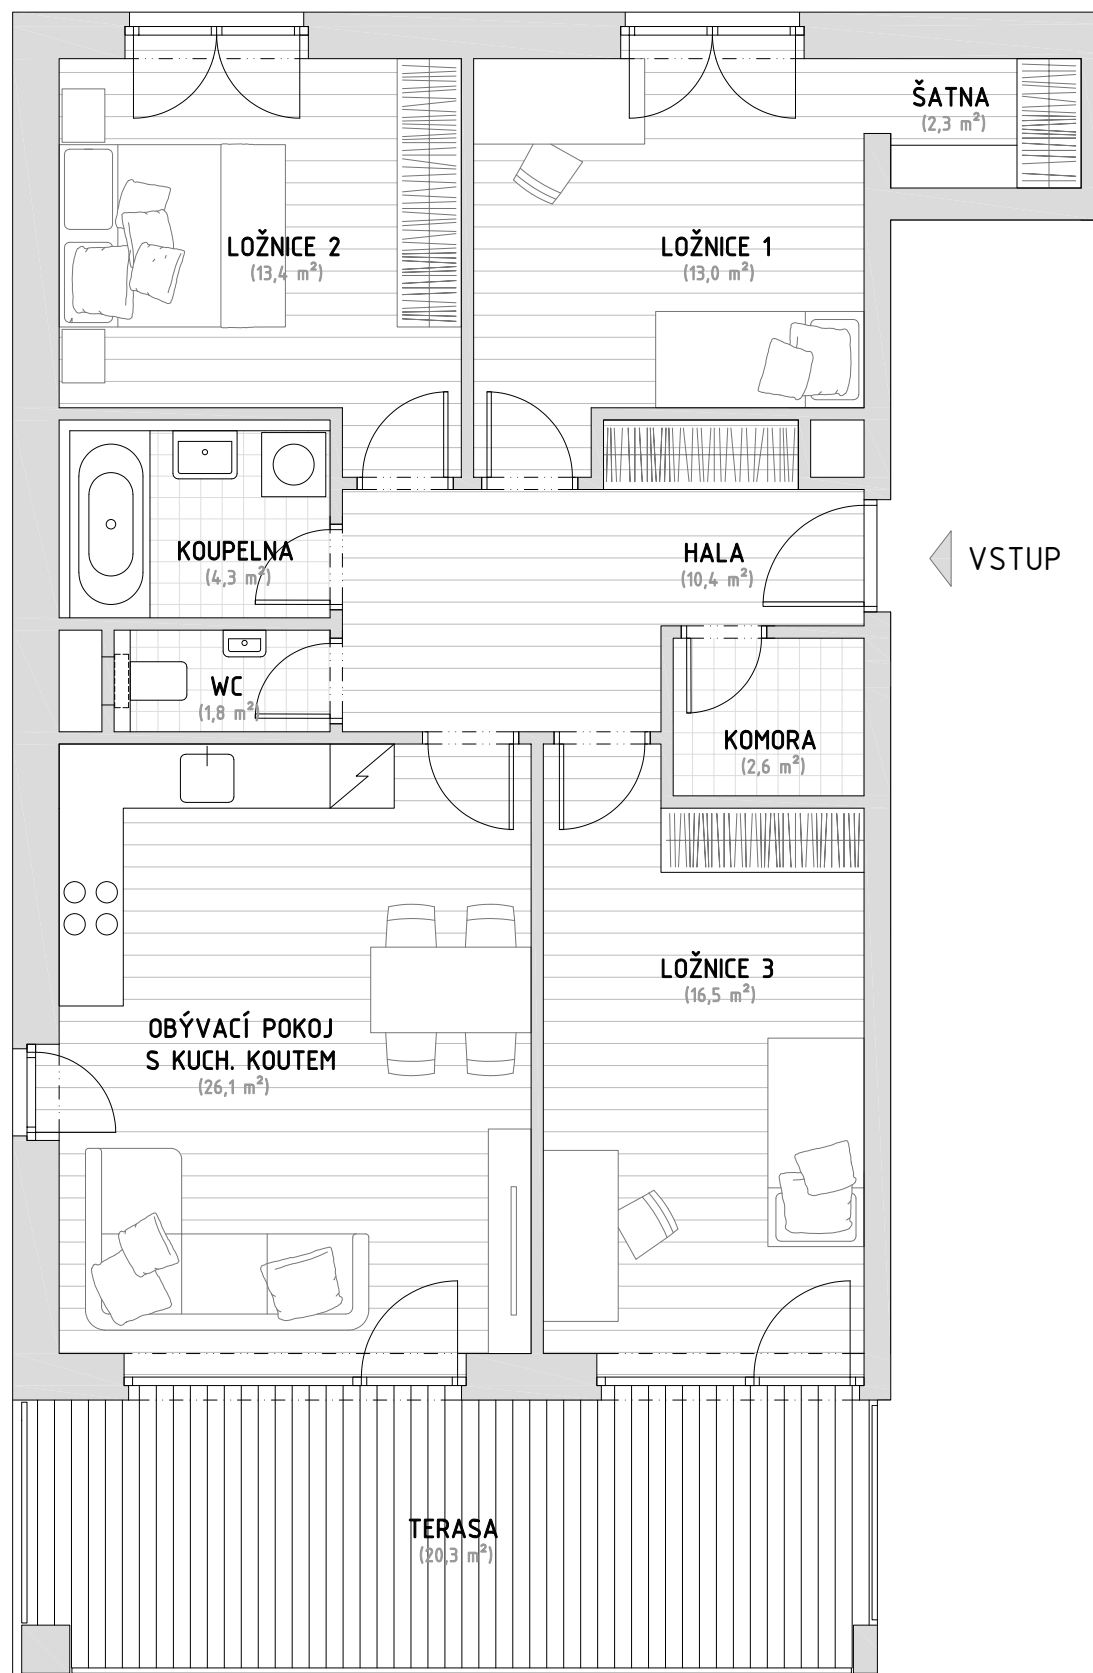 ŠATNA
(2,3 m²)
LOŽNICE 2
(13,4 m²)
LOŽNICE 1
(13,0 m²)
KOUPELNA
(4,3 m²)
HALA
(10,4 m²)
VSTUP
WC
(1,8 m²)
KOMORA
(2,6 m²)
LOŽNICE 3
(16,5 m²)
OBÝVACÍ POKOJ
S KUCH. KOUTEM
(26,1 m²)
TERASA
(20,3 m²)